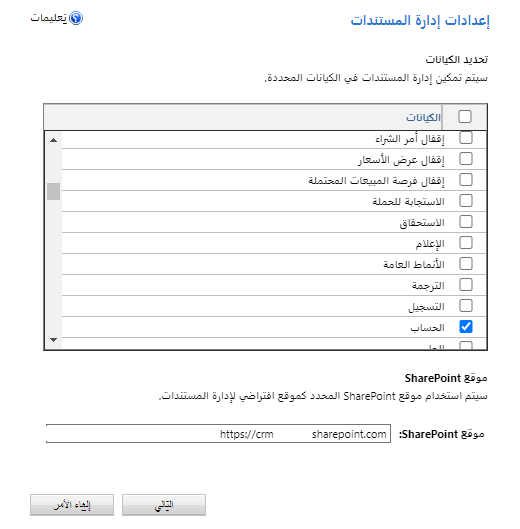 إعدادات إدارة المستندات
تعليمات
تحديد الكيانات
سيتم تمكين إدارة المستندات في الكيانات المحددة.
الكيانات
إقفال أمر الشراء
إقفال عرض الأسعار
إقفال فرصة المبيعات المحتملة
الاستجابة للحملة
الاستحقاق
الإعلام
الأنماط العامة
الترجمة
التسجيل
الحساب
موقع SharePoint
سيتم استخدام موقع SharePoint المحدد كموقع افتراضي لإدارة المستندات.
موقع SharePoint:
https://crm sharepoint.com
التالي
إلغاء الأمر